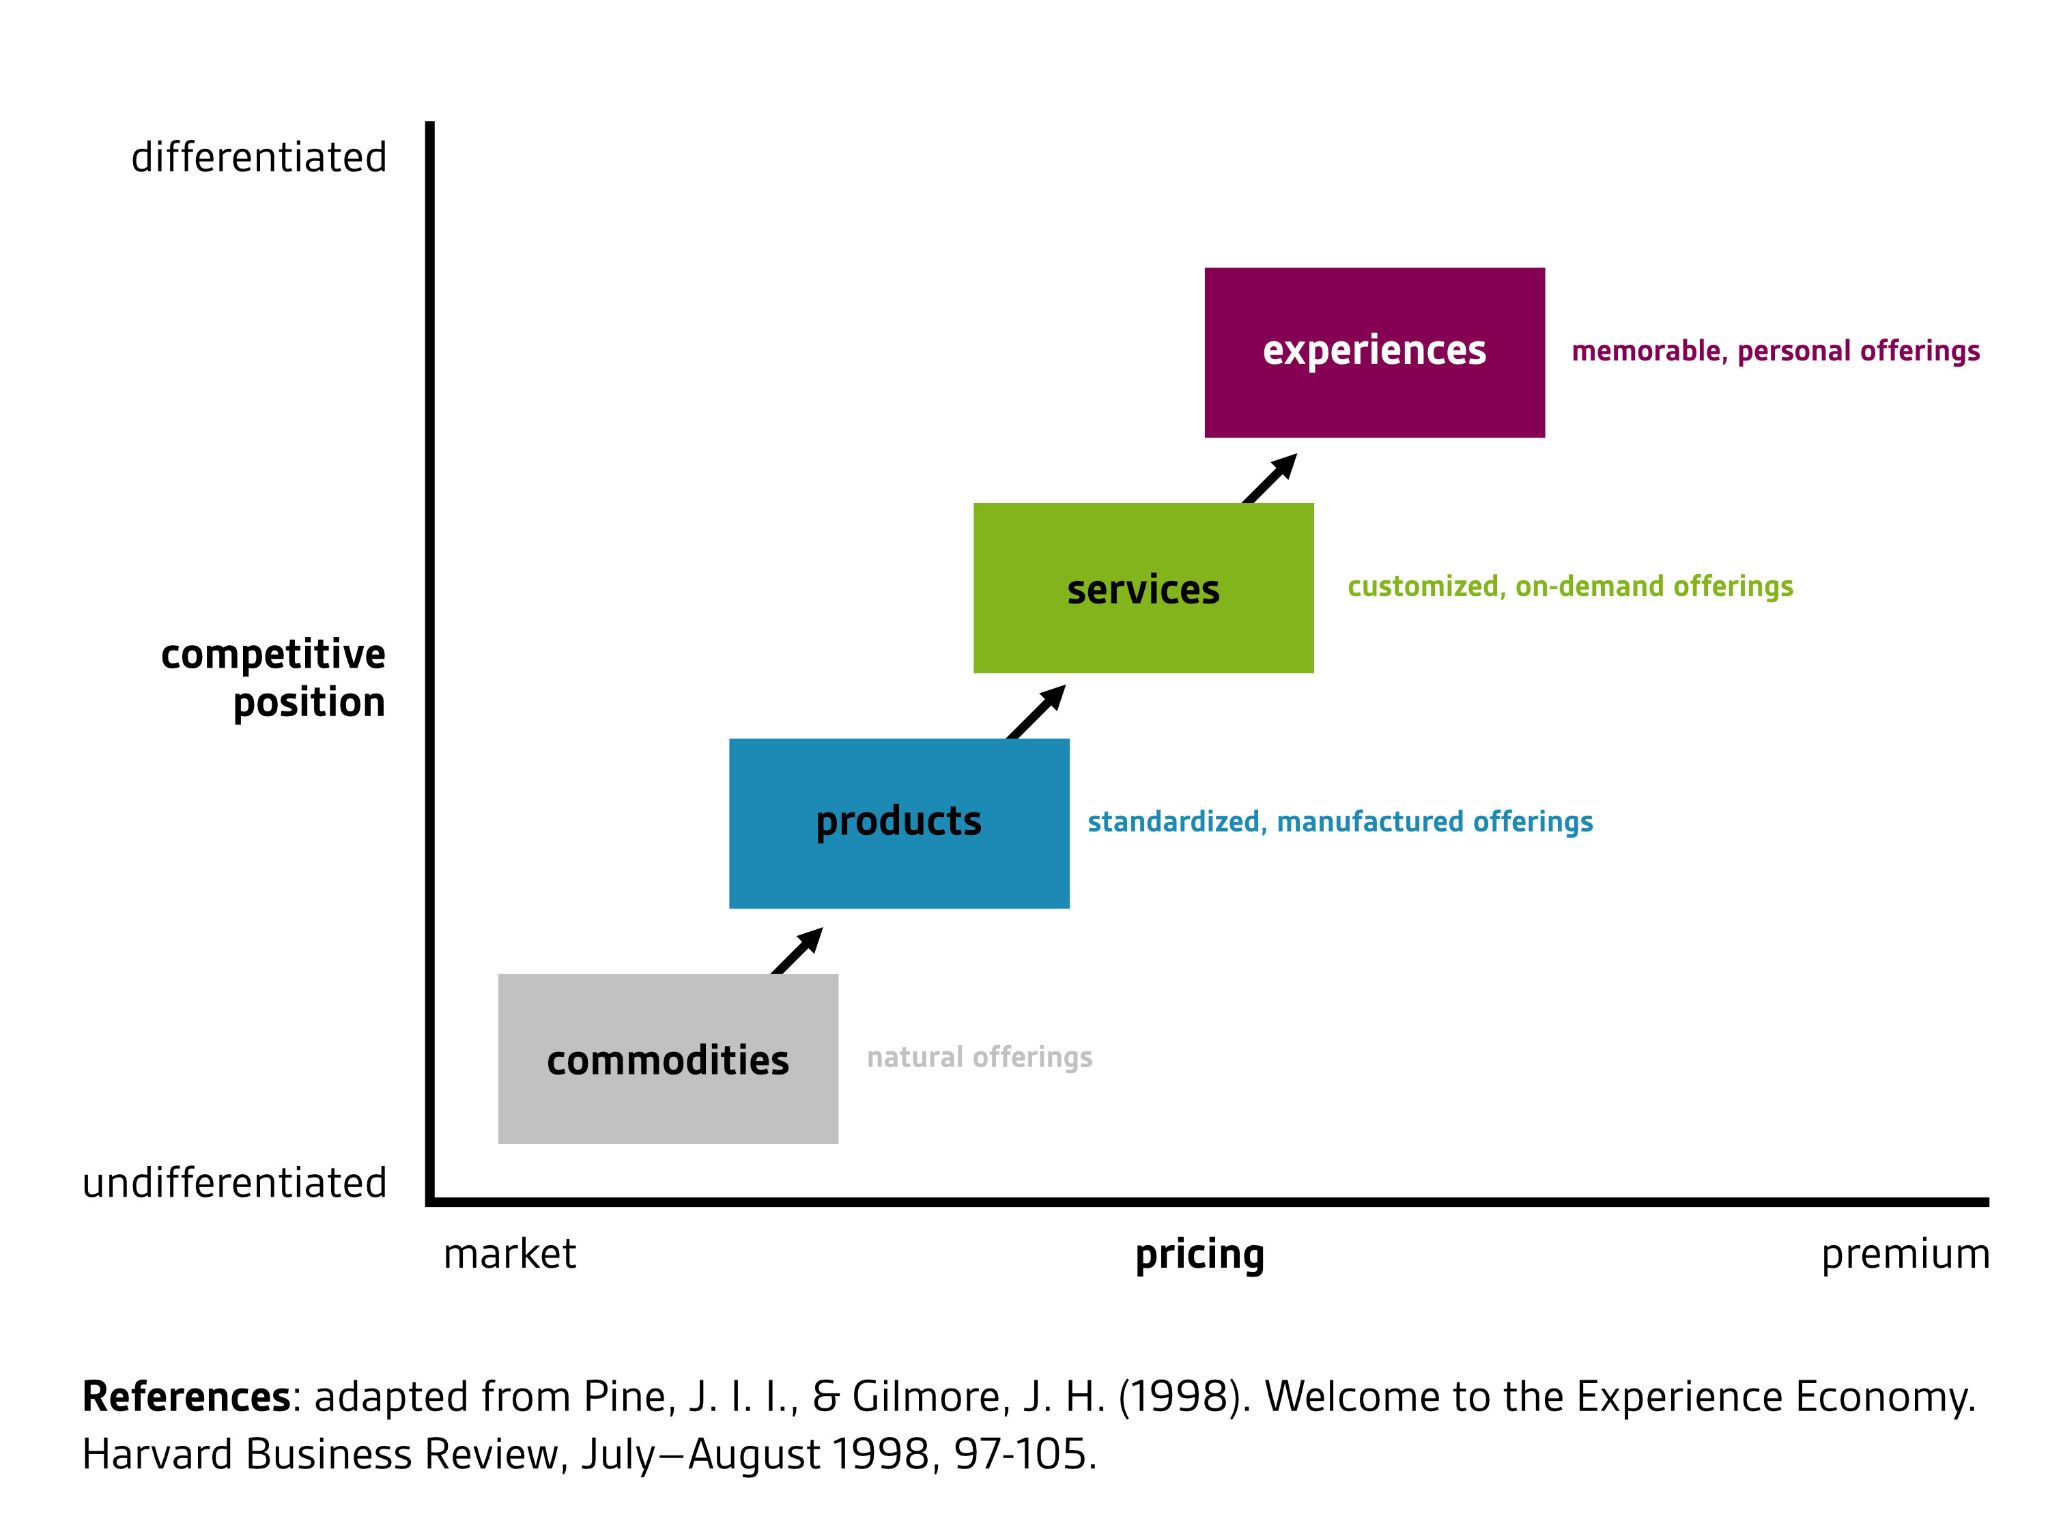 differentiated
experiences
memorable, personal offerings
services
customized, on-demand offerings
competitive
position
products
standardized, manufactured offerings
commodities
natural offerings
undifferentiated
market
pricing
premium
References: adapted from Pine, J. I. I., & Gilmore, J. H. (1998). Welcome to the Experience Economy.
Harvard Business Review, July–August 1998, 97-105.